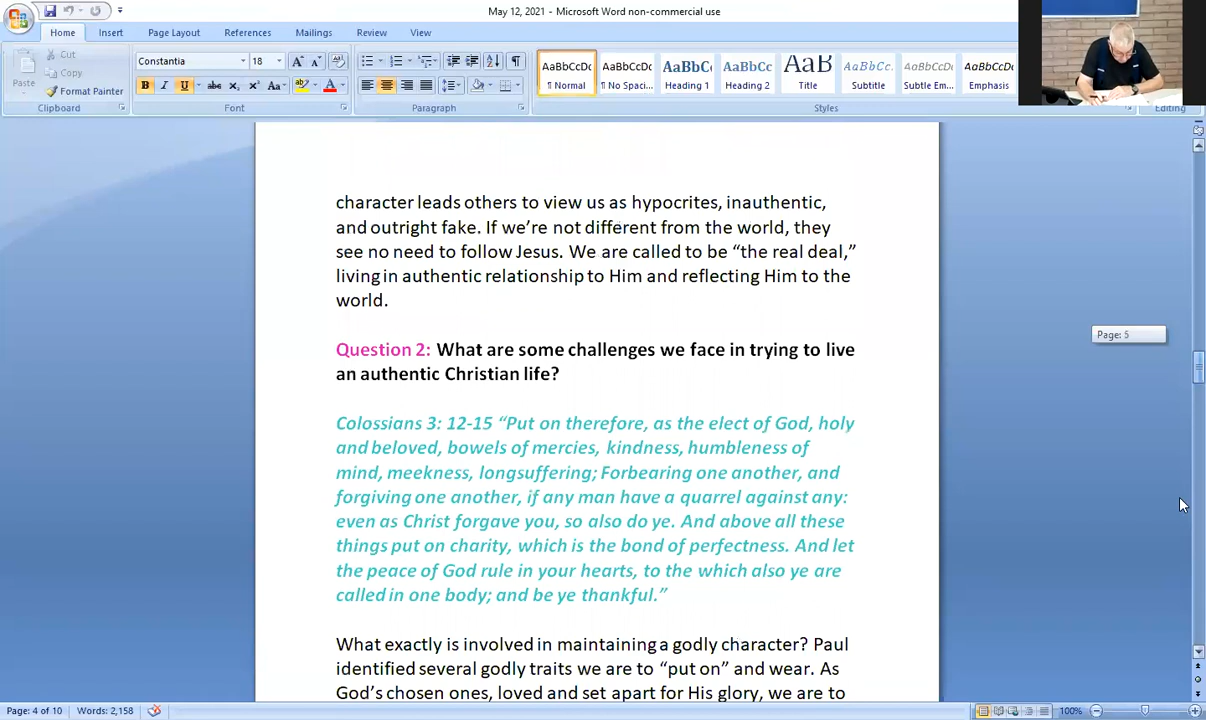 May 12, 2021 - Microsoft Word non-commercial use
Home Insert Page Layout References Mailings Review View
Cut
Copy
Paste
Format Painter
Clipboard
Constantia 18
B I U abc x₂ x² Aa
Font
Paragraph
AaBbCcDc AaBbCcDc AaBbC AaBbCc AaB AaBbCc. AaBbCcDc AaBbCcDc
¶ Normal ¶ No Spaci... Heading 1 Heading 2 Title Subtitle Subtle Em... Emphasis
Styles
Editing
character leads others to view us as hypocrites, inauthentic,
and outright fake. If we’re not different from the world, they
see no need to follow Jesus. We are called to be “the real deal,”
living in authentic relationship to Him and reflecting Him to the
world.
Question 2: What are some challenges we face in trying to live
an authentic Christian life?
Colossians 3: 12-15 “Put on therefore, as the elect of God, holy
and beloved, bowels of mercies, kindness, humbleness of
mind, meekness, longsuffering; Forbearing one another, and
forgiving one another, if any man have a quarrel against any:
even as Christ forgave you, so also do ye. And above all these
things put on charity, which is the bond of perfectness. And let
the peace of God rule in your hearts, to the which also ye are
called in one body; and be ye thankful.”
What exactly is involved in maintaining a godly character? Paul
identified several godly traits we are to “put on” and wear. As
God’s chosen ones, loved and set apart for His glory, we are to
Page: 5
Page: 4 of 10 Words: 2,158
100%